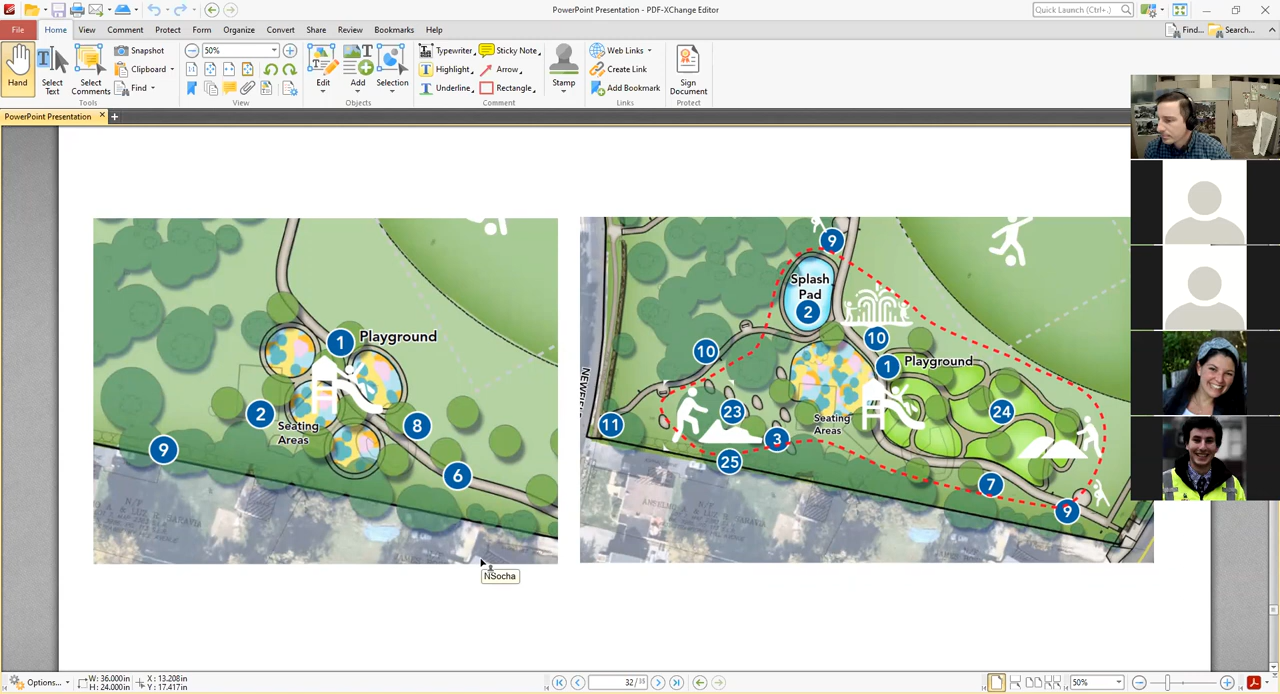 PowerPoint Presentation - PDF-XChange Editor
Quick Launch (Ctrl+.)
File Home View Comment Protect Form Organize Convert Share Review Bookmarks Help
Find... Search...
Hand
Select Text
Select Comments
Snapshot
Clipboard
Find
Tools
50%
View
Edit
Add
Selection
Objects
Typewriter
Highlight
Underline
Sticky Note
Arrow
Rectangle
Stamp
Comment
Web Links
Create Link
Add Bookmark
Links
Sign Document
Protect
PowerPoint Presentation
1
Playground
2
Seating Areas
8
9
6
N/F
9
Splash Pad
2
10
10
1
Playground
23
Seating Areas
24
11
3
25
7
9
NSocha
Options...
W: 36.000in
H: 24.000in
X : 13.208in
Y : 17.417in
32
50%